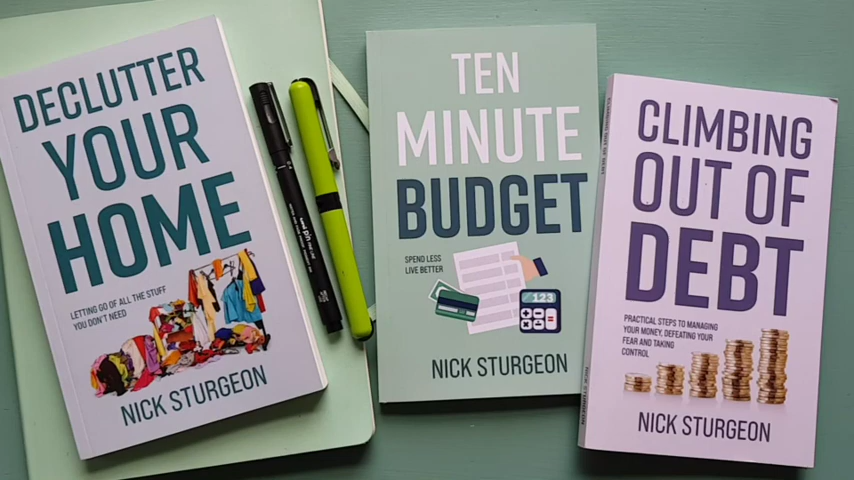 DECLUTTER
YOUR
HOME
LETTING GO OF ALL THE STUFF
YOU DON'T NEED
NICK STURGEON
TEN
MINUTE
BUDGET
SPEND LESS
LIVE BETTER
123
NICK STURGEON
CLIMBING
OUT OF
DEBT
PRACTICAL STEPS TO MANAGING
YOUR MONEY, DEFEATING YOUR
FEAR AND TAKING
CONTROL
NICK STURGEON